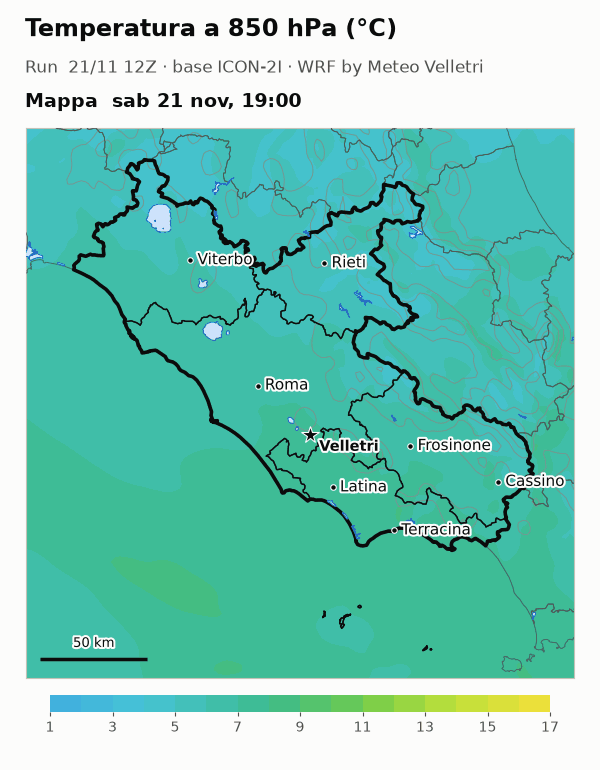 Temperatura a 850 hPa (°C)
Run  21/11 12Z · base ICON-2I · WRF by Meteo Velletri
Mappa  sab 21 nov, 19:00
Viterbo
Rieti
Roma
Velletri
Frosinone
Cassino
Latina
Terracina
50 km
1 3 5 7 9 11 13 15 17